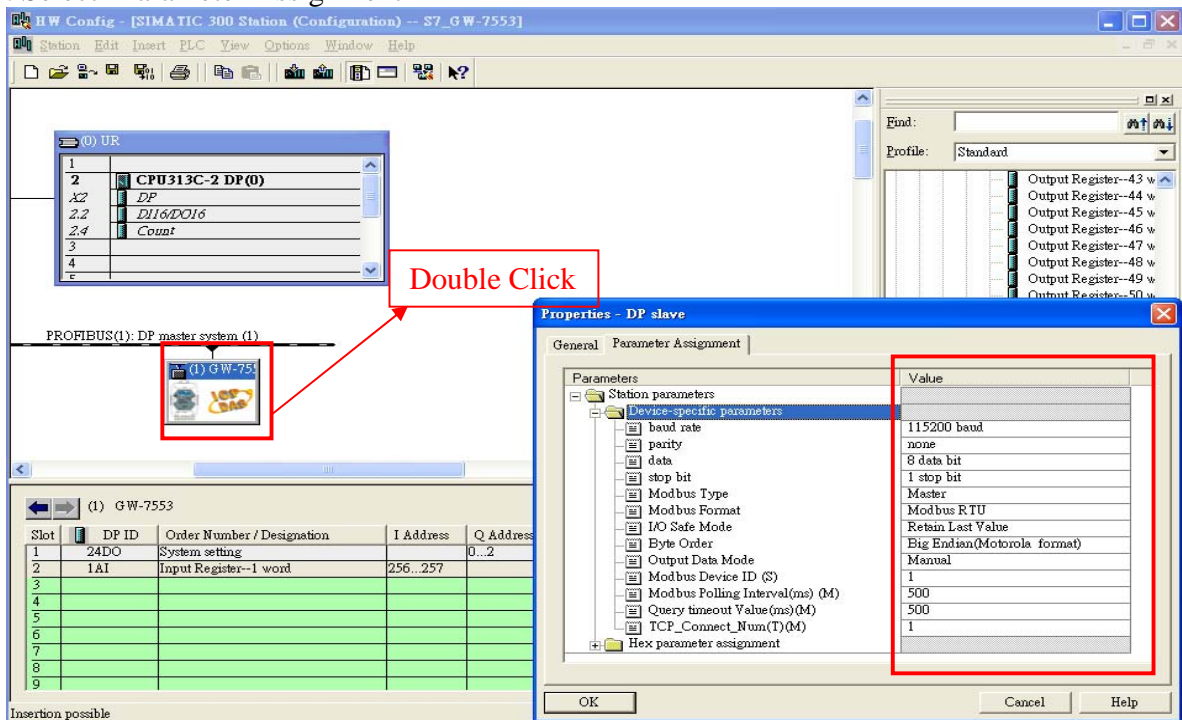 HW Config - [SIMATIC 300 Station (Configuration) -- S7_GW-7553]
Station Edit Insert PLC View Options Window Help
(0) UR
1
2 CPU313C-2 DP(0)
X2 DP
2.2 DI16/DO16
2.4 Count
3
4
Find:
Profile: Standard
Output Register--43 w
Output Register--44 w
Output Register--45 w
Output Register--46 w
Output Register--47 w
Output Register--48 w
Output Register--49 w
Output Register--50 w
Double Click
PROFIBUS(1): DP master system (1)
(1) GW-755
ICP
DAS
Properties - DP slave
General Parameter Assignment
Parameters Value
Station parameters
Device-specific parameters
baud rate 115200 baud
parity none
data 8 data bit
stop bit 1 stop bit
Modbus Type Master
Modbus Format Modbus RTU
I/O Safe Mode Retain Last Value
Byte Order Big Endian(Motorola format)
Output Data Mode Manual
Modbus Device ID (S) 1
Modbus Polling Interval(ms) (M) 500
Query timeout Value(ms)(M) 500
TCP_Connect_Num(T)(M) 1
Hex parameter assignment
OK Cancel Help
(1) GW-7553
Slot DP ID Order Number / Designation I Address Q Address
1 24DO System setting 0...2
2 1AI Input Register--1 word 256...257
3
4
5
6
7
8
9
Insertion possible